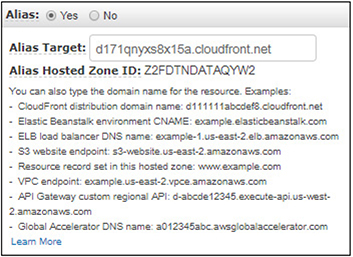 Alias: Yes No
Alias Target: d171qnyxs8x15a.cloudfront.net
Alias Hosted Zone ID: Z2FDTNDATAQYW2
You can also type the domain name for the resource. Examples:
- CloudFront distribution domain name: d111111abcdef8.cloudfront.net
- Elastic Beanstalk environment CNAME: example.elasticbeanstalk.com
- ELB load balancer DNS name: example-1.us-east-2.elb.amazonaws.com
- S3 website endpoint: s3-website.us-east-2.amazonaws.com
- Resource record set in this hosted zone: www.example.com
- VPC endpoint: example.us-east-2.vpce.amazonaws.com
- API Gateway custom regional API: d-abcde12345.execute-api.us-west-
2.amazonaws.com
- Global Accelerator DNS name: a012345abc.awsglobalaccelerator.com
Learn More